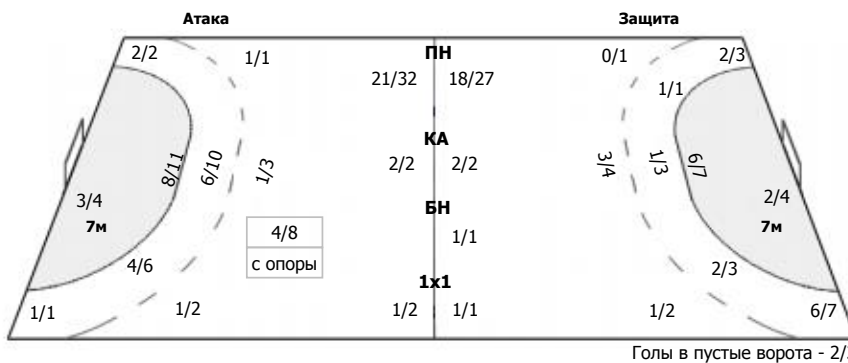 Атака Защита
2/2 1/1 ПН 0/1 2/3
21/32 18/27 1/1
КА
8/11 6/10 1/3 2/2 2/2 3/4 1/3 6/7
3/4 2/4
7м БН 7м
4/8 1/1
4/6 с опоры 2/3
1x1
1/1 1/2 1/2 1/1 1/2 6/7
Голы в пустые ворота - 2/